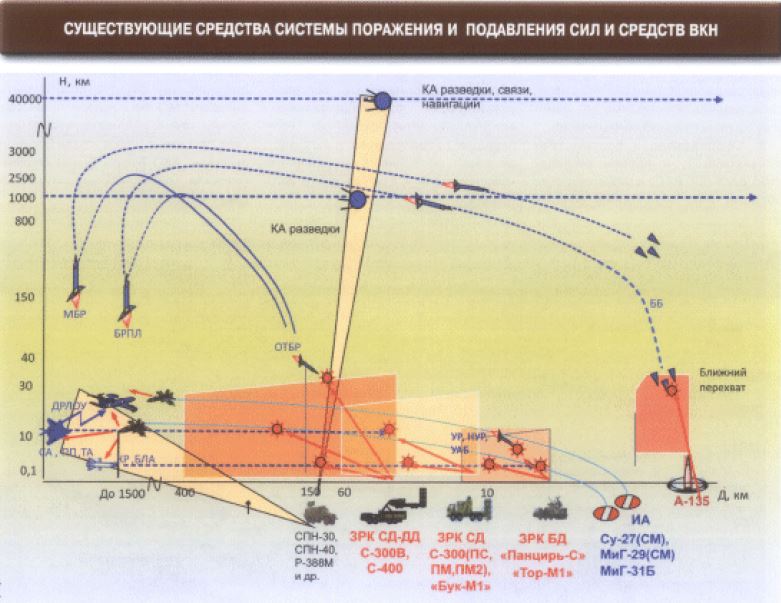 СУЩЕСТВУЮЩИЕ СРЕДСТВА СИСТЕМЫ ПОРАЖЕНИЯ И ПОДАВЛЕНИЯ СИЛ И СРЕДСТВ ВКН
Н, км
КА разведки, связи,
навигации
40000
3000
2500
1000
800
КА разведки
150
МБР
БРПЛ
ББ
40
ОТБР
30
Ближний
перехват
ДРЛОУ
10
УР, НУР,
УАБ
СА, РП, ТА
КР, БЛА
0,1
До 1500
400
150
60
10
Д, км
А-135
СПН-30,
СПН-40,
Р-388М
и др.
ЗРК СД-ДД
С-300В,
С-400
ЗРК СД
С-300(ПС,
ПМ,ПМ2),
«Бук-М1»
ЗРК БД
«Панцирь-С»
«Тор-М1»
ИА
Су-27(СМ),
МиГ-29(СМ)
МиГ-31Б